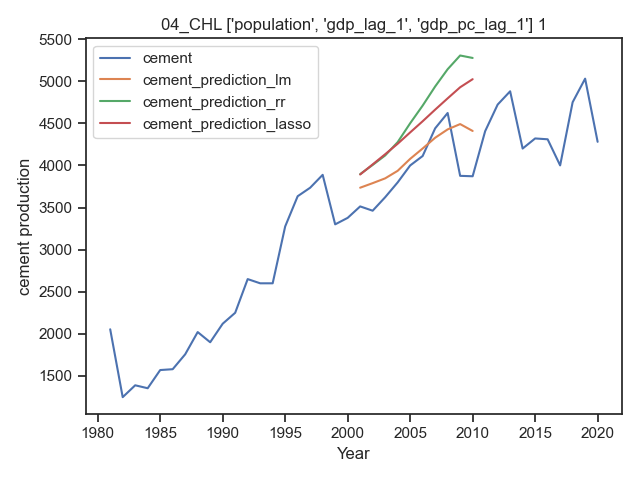 04_CHL ['population', 'gdp_lag_1', 'gdp_pc_lag_1'] 1
5500
5000
4500
4000
3500
3000
2500
2000
1500
cement production
cement
cement_prediction_lm
cement_prediction_rr
cement_prediction_lasso
1980 1985 1990 1995 2000 2005 2010 2015 2020
Year